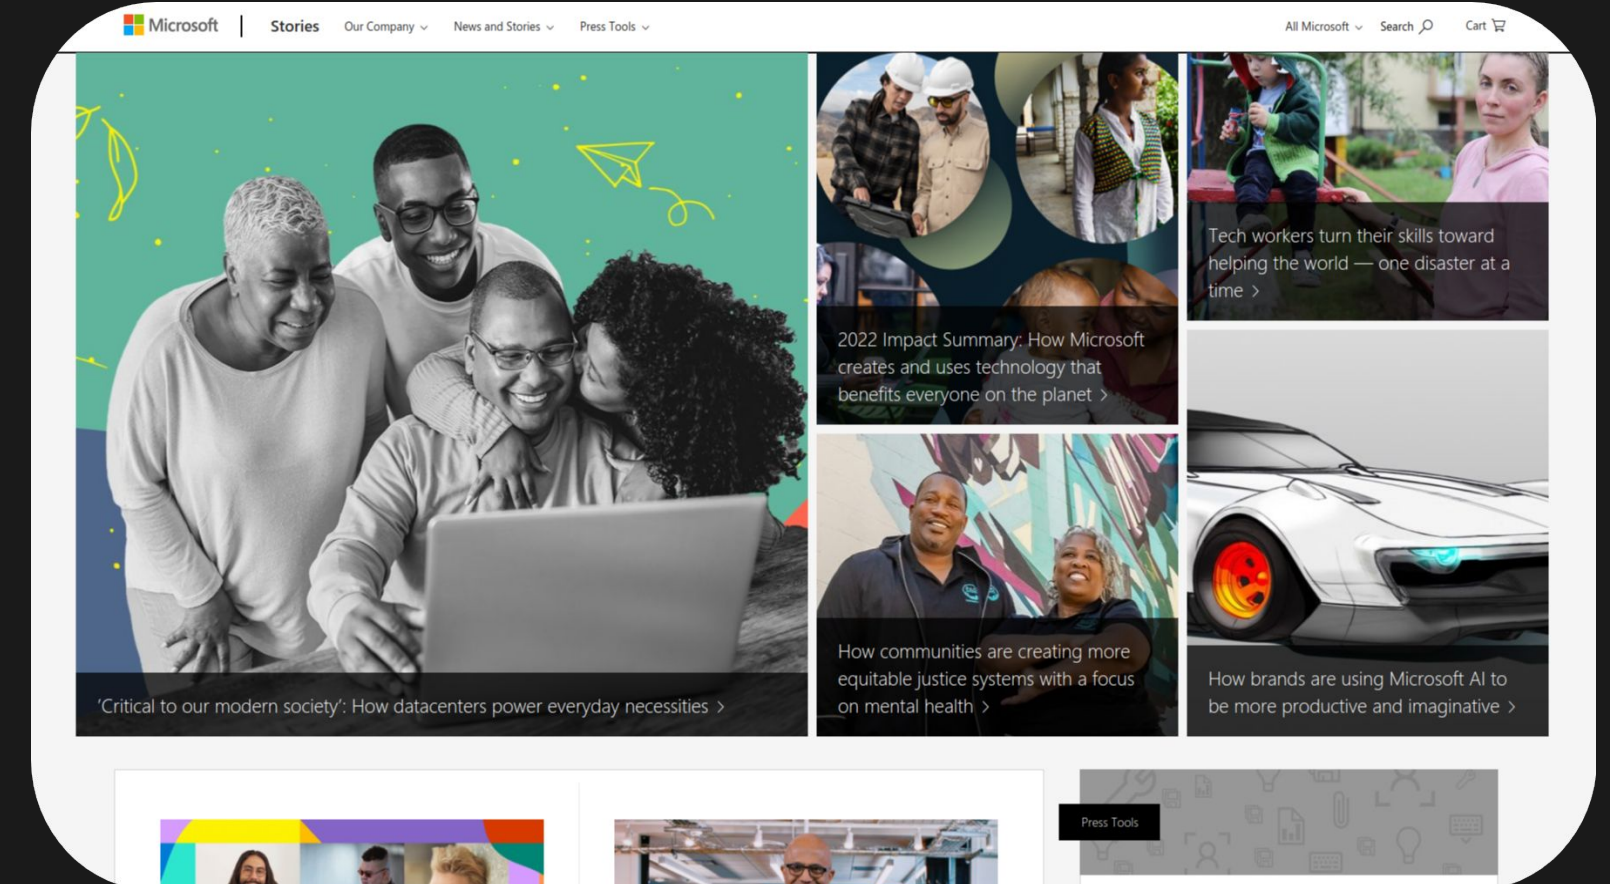 Microsoft | Stories Our Company News and Stories Press Tools All Microsoft Search Cart
'Critical to our modern society': How datacenters power everyday necessities >
2022 Impact Summary: How Microsoft
creates and uses technology that
benefits everyone on the planet >
How communities are creating more
equitable justice systems with a focus
on mental health >
Tech workers turn their skills toward
helping the world — one disaster at a
time >
How brands are using Microsoft AI to
be more productive and imaginative >
Press Tools